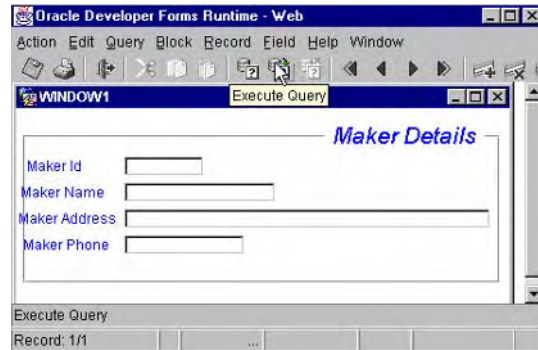 Oracle Developer Forms Runtime - Web
Action Edit Query Block Record Field Help Window
Execute Query
WINDOW1
Maker Details
Maker Id
Maker Name
Maker Address
Maker Phone
Execute Query
Record: 1/1
...